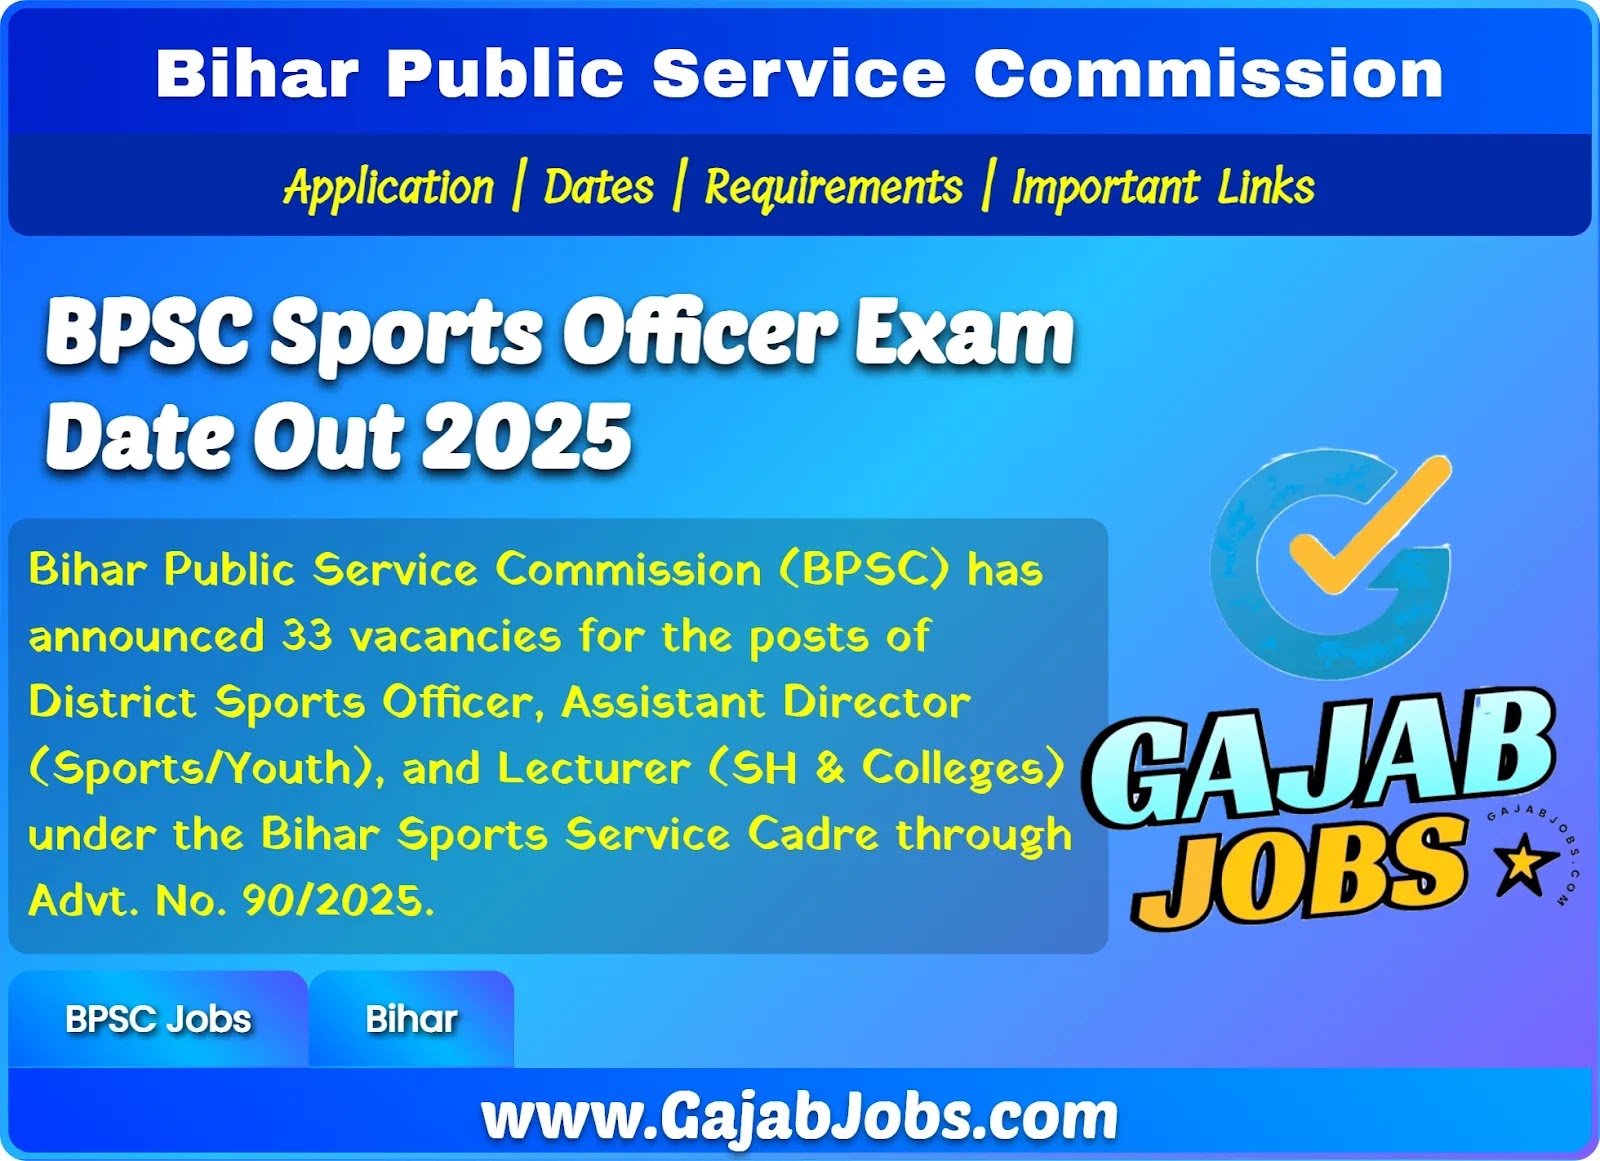 Bihar Public Service Commission
Application | Dates | Requirements | Important Links
BPSC Sports Officer Exam
Date Out 2025
Bihar Public Service Commission (BPSC) has
announced 33 vacancies for the posts of
District Sports Officer, Assistant Director
(Sports/Youth), and Lecturer (SH & Colleges)
under the Bihar Sports Service Cadre through
Advt. No. 90/2025.
GAJAB
JOBS
GAJABJOBS.COM
BPSC Jobs
Bihar
www.GajabJobs.com